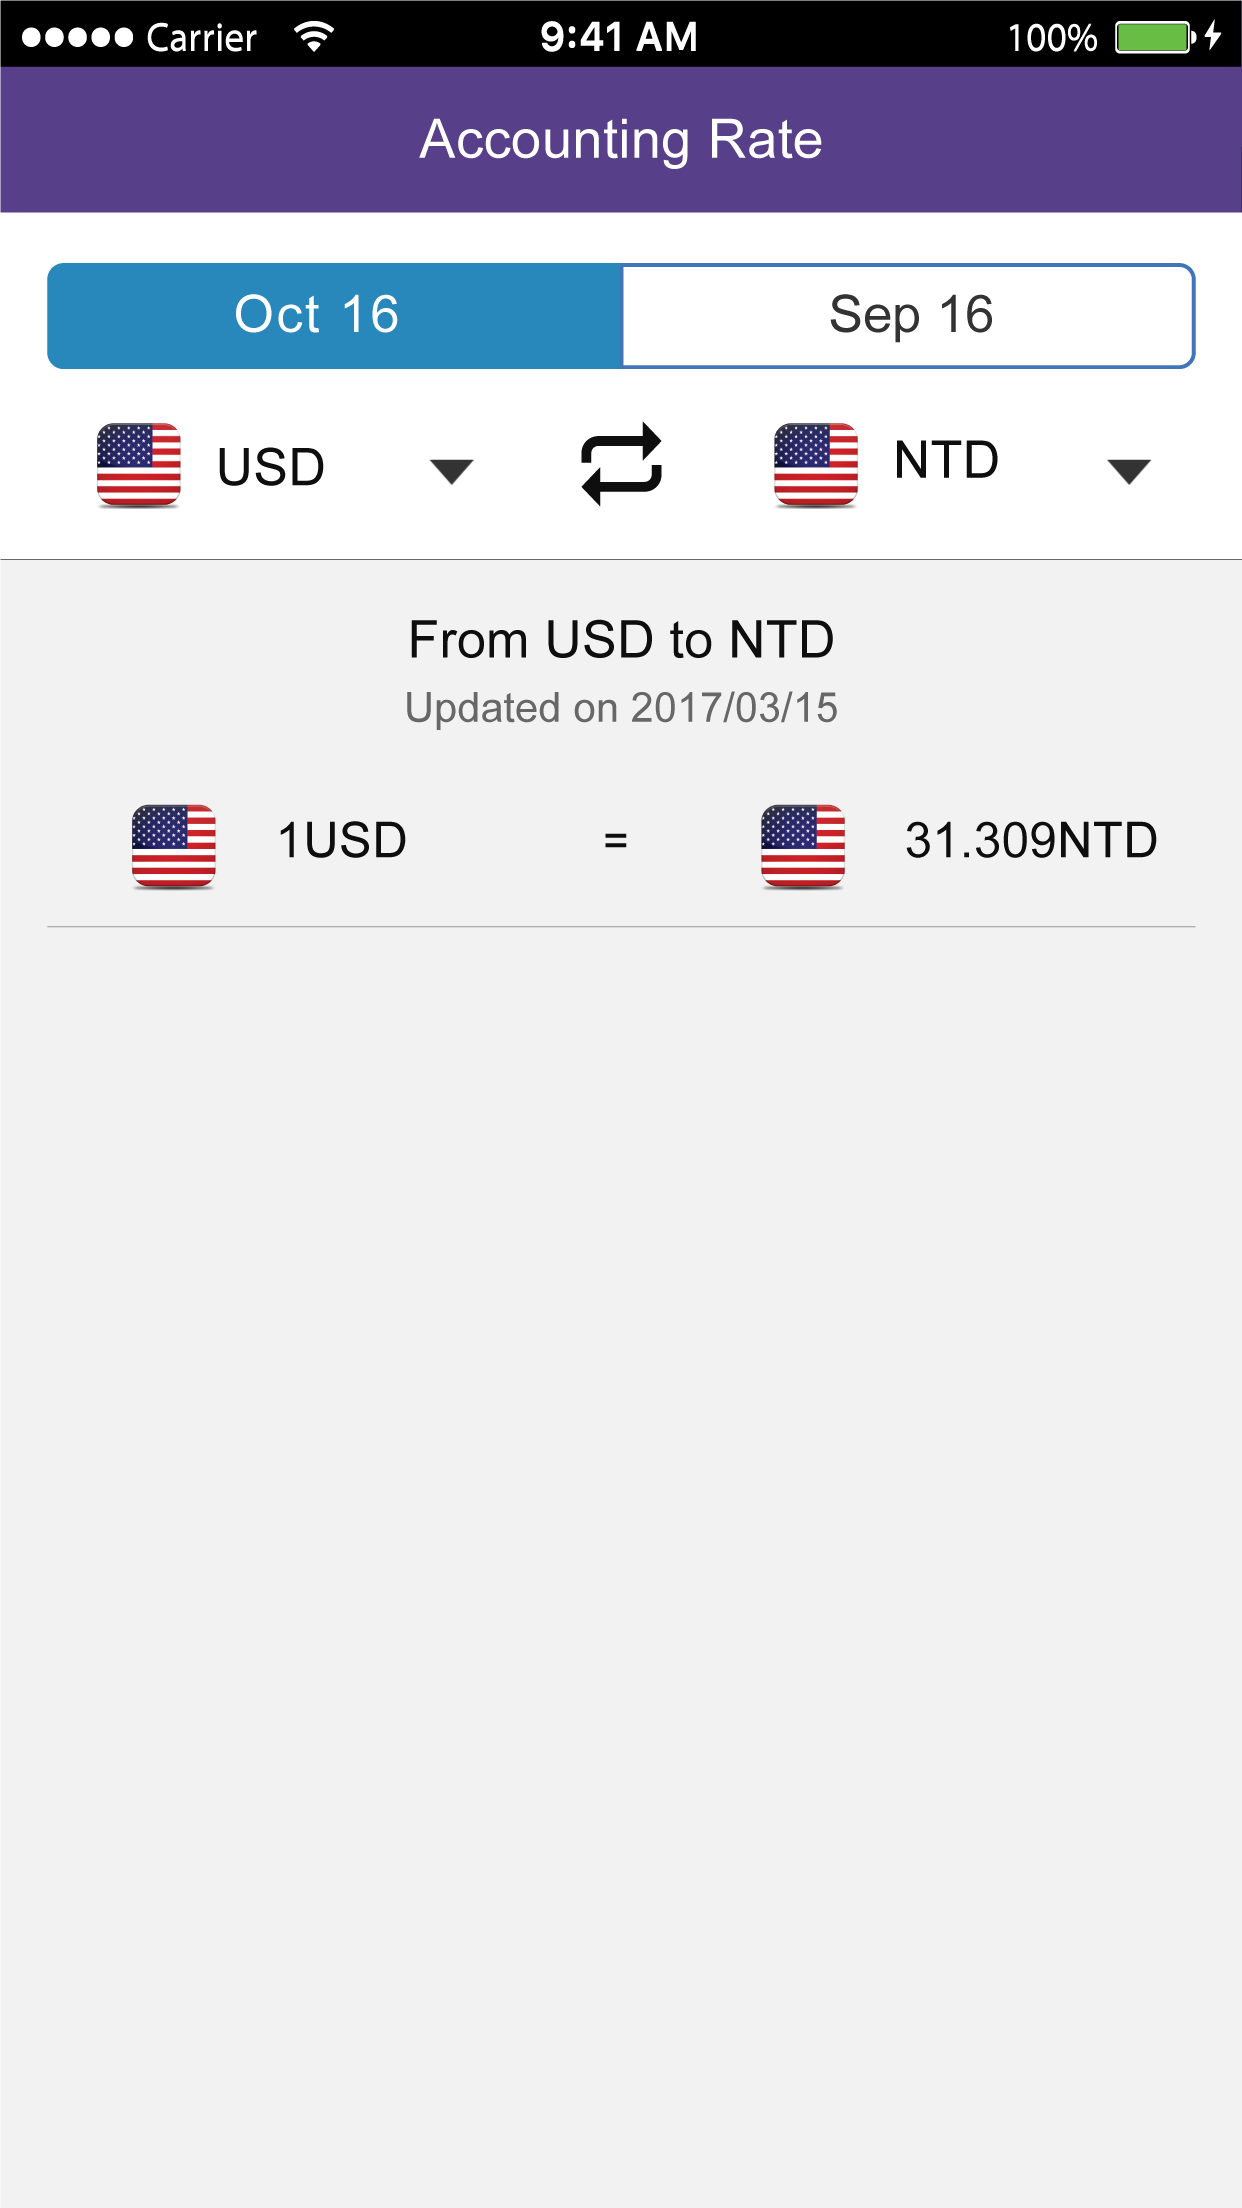 Carrier 9:41 AM 100%
Accounting Rate
Oct 16 Sep 16
USD NTD
From USD to NTD
Updated on 2017/03/15
1USD = 31.309NTD